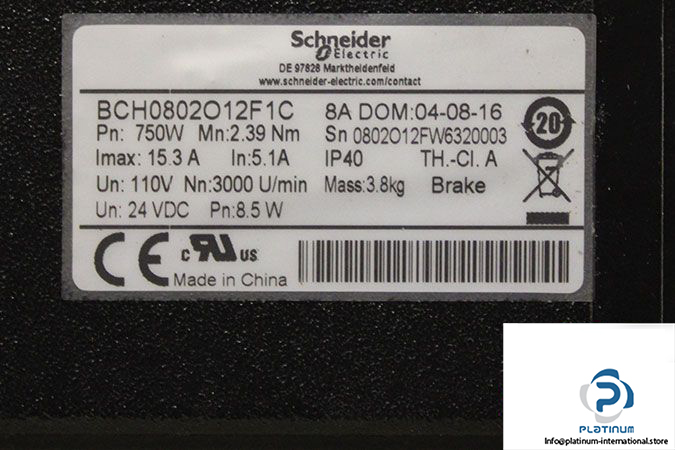 Schneider
Electric
DE 97828 Marktheidenfeld
www.schneider-electric.com/contact
BCH0802O12F1C 8A DOM:04-08-16
Pn: 750W Mn:2.39 Nm Sn 0802O12FW6320003
Imax: 15.3 A In:5.1A IP40 TH.-CI. A
Un: 110V Nn:3000 U/min Mass:3.8kg Brake
Un: 24 VDC Pn:8.5 W
20
CE c RU us
Made in China
PLATINUM
Info@platinum-international.store